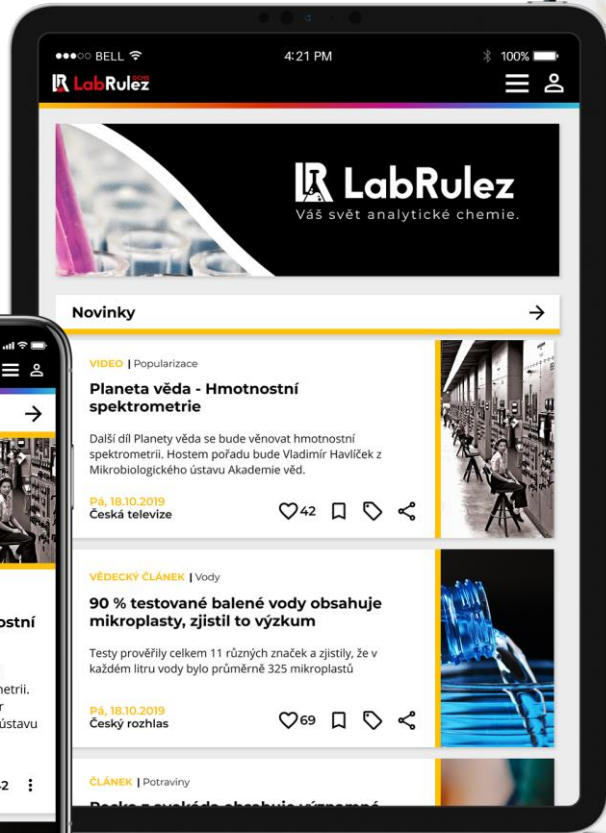 BELL
4:21 PM
100%
LabRulez
GCMS
LabRulez
Váš svět analytické chemie.
Novinky
VIDEO | Popularizace
Planeta věda - Hmotnostní
spektrometrie
Další díl Planety věda se bude věnovat hmotnostní
spektrometrii. Hostem pořadu bude Vladimír Havlíček z
Mikrobiologického ústavu Akademie věd.
Pá, 18.10.2019
Česká televize
42
VĚDECKÝ ČLÁNEK | Vody
90 % testované balené vody obsahuje
mikroplasty, zjistil to výzkum
Testy prověřily celkem 11 různých značek a zjistily, že v
každém litru vody bylo průměrně 325 mikroplastů
Pá, 18.10.2019
Český rozhlas
69
ČLÁNEK | Potraviny
ostní
etrii.
r
ústavu
2